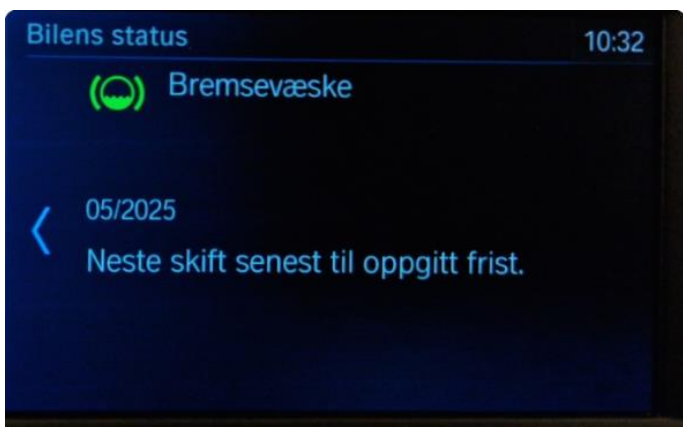 Bilens status 10:32
Bremsevæske
05/2025
Neste skift senest til oppgitt frist.